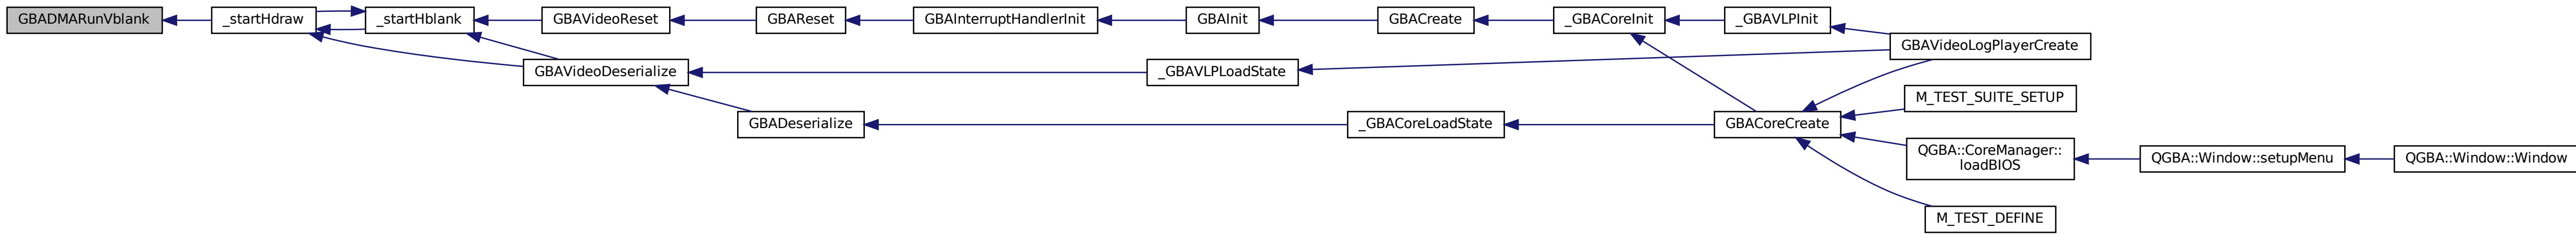 GBADMARunVblank
_startHdraw
_startHblank
GBAVideoReset
GBAReset
GBAInterruptHandlerInit
GBAInit
GBACreate
_GBACoreInit
_GBAVLPInit
GBAVideoLogPlayerCreate
GBAVideoDeserialize
_GBAVLPLoadState
M_TEST_SUITE_SETUP
GBADeserialize
_GBACoreLoadState
GBACoreCreate
QGBA::CoreManager::
loadBIOS
QGBA::Window::setupMenu
QGBA::Window::Window
M_TEST_DEFINE